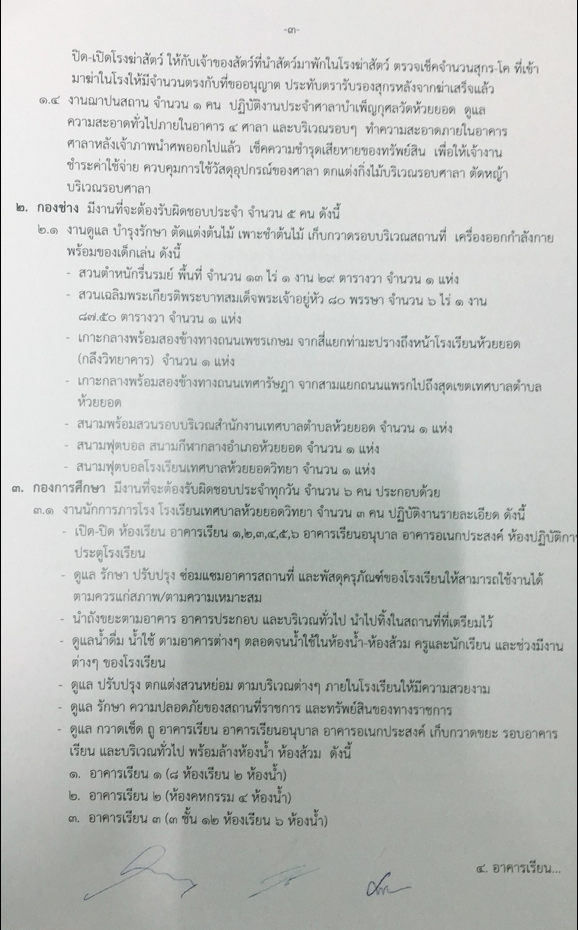 -๓-
ปิด-เปิดโรงฆ่าสัตว์ ให้กับเจ้าของสัตว์ที่นำสัตว์มาพักในโรงฆ่าสัตว์ ตรวจเช็คจำนวนสุกร-โค ที่เข้า
มาฆ่าในโรงให้มีจำนวนตรงกับที่ขออนุญาต ประทับตรารับรองสุกรหลังจากฆ่าเสร็จแล้ว
๑.๔ งานฌาปนสถาน จำนวน ๑ คน ปฏิบัติงานประจำศาลาบำเพ็ญกุศลวัดห้วยยอด ดูแล
ความสะอาดทั่วไปภายในอาคาร ๔ ศาลา และบริเวณรอบๆ ทำความสะอาดภายในอาคาร
ศาลาหลังเจ้าภาพนำศพออกไปแล้ว เช็คความชำรุดเสียหายของทรัพย์สิน เพื่อให้เจ้างาน
ชำระค่าใช้จ่าย ควบคุมการใช้วัสดุอุปกรณ์ของศาลา ตกแต่งกิ่งไม้บริเวณรอบศาลา ตัดหญ้า
บริเวณรอบศาลา
๒. กองช่าง มีงานที่จะต้องรับผิดชอบประจำ จำนวน ๕ คน ดังนี้
๒.๑ งานดูแล บำรุงรักษา ตัดแต่งต้นไม้ เพาะชำต้นไม้ เก็บกวาดรอบบริเวณสถานที่ เครื่องออกกำลังกาย
พร้อมของเด็กเล่น ดังนี้
- สวนตำหนักรื่นรมย์ พื้นที่ จำนวน ๑๓ ไร่ ๑ งาน ๒๙ ตารางวา จำนวน ๑ แห่ง
- สวนเฉลิมพระเกียรติพระบาทสมเด็จพระเจ้าอยู่หัว ๘๐ พรรษา จำนวน ๖ ไร่ ๑ งาน
๘๗.๕๐ ตารางวา จำนวน ๑ แห่ง
- เกาะกลางพร้อมสองข้างทางถนนเพชรเกษม จากสี่แยกท่ามะปรางถึงหน้าโรงเรียนห้วยยอด
(กลึงวิทยาคาร) จำนวน ๑ แห่ง
- เกาะกลางพร้อมสองข้างทางถนนเทศารัษฎา จากสามแยกถนนแพรกไปถึงสุดเขตเทศบาลตำบล
ห้วยยอด
- สนามพร้อมสวนรอบบริเวณสำนักงานเทศบาลตำบลห้วยยอด จำนวน ๑ แห่ง
- สนามฟุตบอล สนามกีฬากลางอำเภอห้วยยอด จำนวน ๑ แห่ง
- สนามฟุตบอลโรงเรียนเทศบาลห้วยยอดวิทยา จำนวน ๑ แห่ง
๓. กองการศึกษา มีงานที่จะต้องรับผิดชอบประจำทุกวัน จำนวน ๖ คน ประกอบด้วย
๓.๑ งานนักการภารโรง โรงเรียนเทศบาลห้วยยอดวิทยา จำนวน ๓ คน ปฏิบัติงานรายละเอียด ดังนี้
- เปิด-ปิด ห้องเรียน อาคารเรียน ๑,๒,๓,๔,๕,๖ อาคารเรียนอนุบาล อาคารอเนกประสงค์ ห้องปฏิบัติกา
ประตูโรงเรียน
- ดูแล รักษา ปรับปรุง ซ่อมแซมอาคารสถานที่ และพัสดุครุภัณฑ์ของโรงเรียนให้สามารถใช้งานได้
ตามควรแก่สภาพ/ตามความเหมาะสม
- นำถังขยะตามอาคาร อาคารประกอบ และบริเวณทั่วไป นำไปทิ้งในสถานที่ที่เตรียมไว้
- ดูแลน้ำดื่ม น้ำใช้ ตามอาคารต่างๆ ตลอดจนน้ำใช้ในห้องน้ำ-ห้องส้วม ครูและนักเรียน และช่วงมีงาน
ต่างๆ ของโรงเรียน
- ดูแล ปรับปรุง ตกแต่งสวนหย่อม ตามบริเวณต่างๆ ภายในโรงเรียนให้มีความสวยงาม
- ดูแล รักษา ความปลอดภัยของสถานที่ราชการ และทรัพย์สินของทางราชการ
- ดูแล กวาดเช็ด ถู อาคารเรียน อาคารเรียนอนุบาล อาคารอเนกประสงค์ เก็บกวาดขยะ รอบอาคาร
เรียน และบริเวณทั่วไป พร้อมล้างห้องน้ำ ห้องส้วม ดังนี้
๑. อาคารเรียน ๑ (๘ ห้องเรียน ๒ ห้องน้ำ)
๒. อาคารเรียน ๒ (ห้องคหกรรม ๔ ห้องน้ำ)
๓. อาคารเรียน ๓ (๓ ชั้น ๑๒ ห้องเรียน ๖ ห้องน้ำ)
๔. อาคารเรียน...